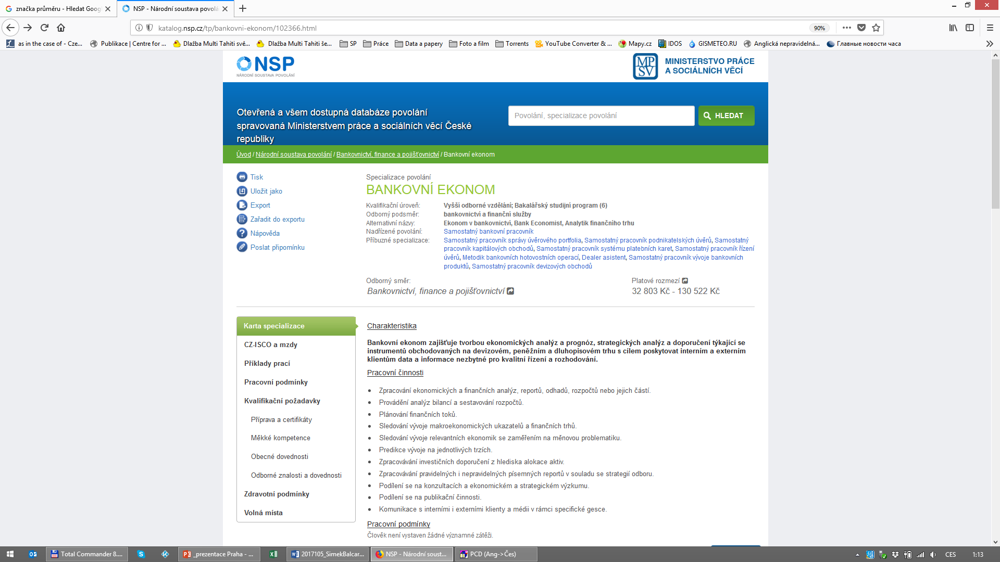 značka průměru - Hledat Goog
NSP - Národní soustava povolá
katalog.nsp.cz/tp/bankovni-ekonom/102366.html
90%
as in the case of - Cze...
Publikace | Centre for ...
Dlažba Multi Tahiti svě...
Dlažba Multi Tahiti še...
SP
Práce
Data a papery
Foto a film
Torrents
YouTube Converter & ...
Mapy.cz
IDOS
GISMETEO.RU
Anglická nepravidelná...
Главные новости часа
NSP
NÁRODNÍ SOUSTAVA POVOLÁNÍ
MP
SV
MINISTERSTVO PRÁCE
A SOCIÁLNÍCH VĚCÍ
Otevřená a všem dostupná databáze povolání
spravovaná Ministerstvem práce a sociálních věcí České
republiky
Povolání, specializace povolání
HLEDAT
Úvod / Národní soustava povolání / Bankovnictví, finance a pojišťovnictví / Bankovní ekonom
Tisk
Uložit jako
Export
Zařadit do exportu
Nápověda
Poslat připomínku
Specializace povolání
BANKOVNÍ EKONOM
Kvalifikační úroveň: Vyšší odborné vzdělání; Bakalářský studijní program (6)
Odborný podsměr: bankovnictví a finanční služby
Alternativní názvy: Ekonom v bankovnictví, Bank Economist, Analytik finančního trhu
Nadřízené povolání: Samostatný bankovní pracovník
Příbuzné specializace: Samostatný pracovník správy úvěrového portfolia, Samostatný pracovník podnikatelských úvěrů, Samostatný
pracovník kapitálových obchodů, Samostatný pracovník systému platebních karet, Samostatný pracovník řízení
úvěrů, Metodik bankovních hotovostních operací, Dealer asistent, Samostatný pracovník vývoje bankovních
produktů, Samostatný pracovník devizových obchodů
Odborný směr:
Bankovnictví, finance a pojišťovnictví
Platové rozmezí
32 803 Kč - 130 522 Kč
Karta specializace
CZ-ISCO a mzdy
Příklady prací
Pracovní podmínky
Kvalifikační požadavky
Příprava a certifikáty
Měkké kompetence
Obecné dovednosti
Odborné znalosti a dovednosti
Zdravotní podmínky
Volná místa
Charakteristika
Bankovní ekonom zajišťuje tvorbou ekonomických analýz a prognóz, strategických analýz a doporučení týkající se
instrumentů obchodovaných na devizovém, peněžním a dluhopisovém trhu s cílem poskytovat interním a externím
klientům data a informace nezbytné pro kvalitní řízení a rozhodování.
Pracovní činnosti
• Zpracování ekonomických a finančních analýz, reportů, odhadů, rozpočtů nebo jejich částí.
• Provádění analýz bilancí a sestavování rozpočtů.
• Plánování finančních toků.
• Sledování vývoje makroekonomických ukazatelů a finančních trhů.
• Sledování vývoje relevantních ekonomik se zaměřením na měnovou problematiku.
• Predikce vývoje na jednotlivých trzích.
• Zpracovávání investičních doporučení z hlediska alokace aktiv.
• Zpracovávání pravidelných i nepravidelných písemných reportů v souladu se strategií odboru.
• Podílení se na konzultacích a ekonomickém a strategickém výzkumu.
• Podílení se na publikační činnosti.
• Komunikace s interními i externími klienty a médii v rámci specifické gesce.
Pracovní podmínky
Člověk není vystaven žádné významné zátěži.
Total Commander 8....
_prezentace Praha - ...
2017105_SimekBalcar...
NSP - Národní soust...
PCD (Ang->Čes)
CES
1:13